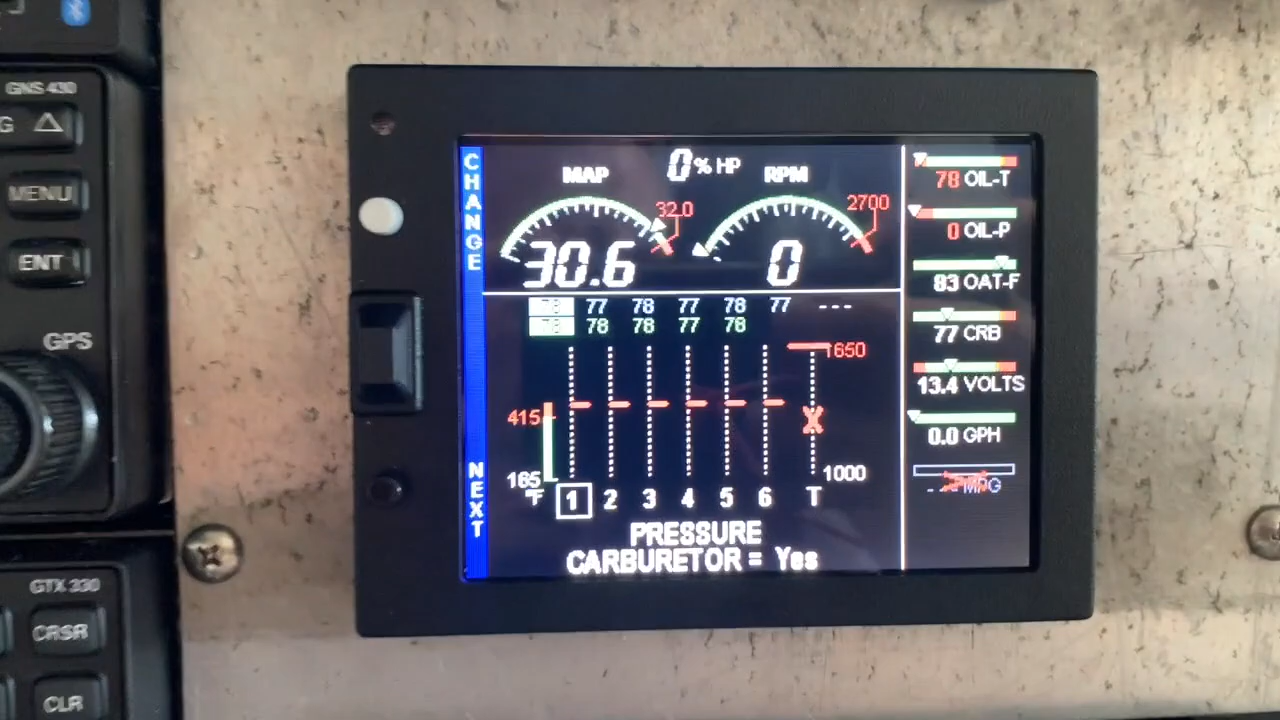 GNS 430
G
MENU
ENT
GPS
GTX 330
CRSR
CLR
CHANGE
NEXT
0 % HP
MAP
RPM
32.0
2700
30.6
0
78 77 78 77 78 77 ---
78 78 78 77 78
1650
415
165
°F
1000
1 2 3 4 5 6 T
PRESSURE
CARBURETOR = Yes
78 OIL-T
0 OIL-P
83 OAT-F
77 CRB
13.4 VOLTS
0.0 GPH
MPG